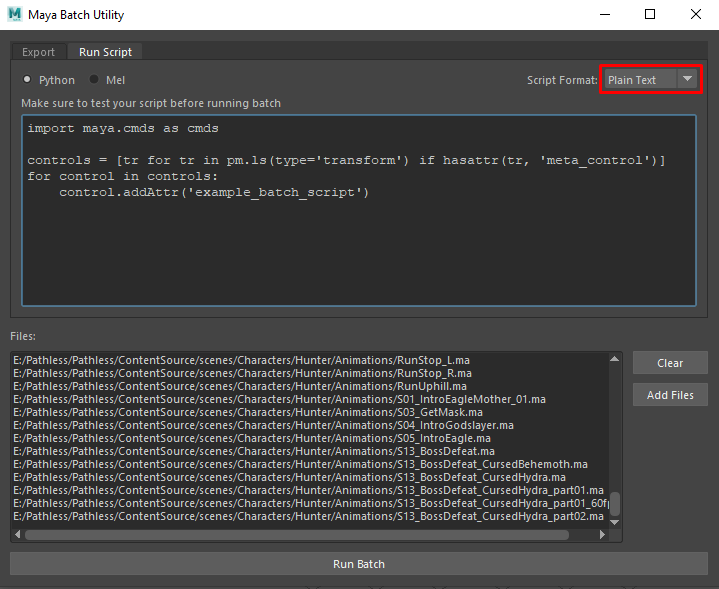 Maya Batch Utility
Export Run Script
Python Mel Script Format: Plain Text
Make sure to test your script before running batch
import maya.cmds as cmds
controls = [tr for tr in pm.ls(type='transform') if hasattr(tr, 'meta_control')]
for control in controls:
    control.addAttr('example_batch_script')
Files:
E:/Pathless/Pathless/ContentSource/scenes/Characters/Hunter/Animations/RunStop_L.ma
E:/Pathless/Pathless/ContentSource/scenes/Characters/Hunter/Animations/RunStop_R.ma
E:/Pathless/Pathless/ContentSource/scenes/Characters/Hunter/Animations/RunUphill.ma
E:/Pathless/Pathless/ContentSource/scenes/Characters/Hunter/Animations/S01_IntroEagleMother_01.ma
E:/Pathless/Pathless/ContentSource/scenes/Characters/Hunter/Animations/S03_GetMask.ma
E:/Pathless/Pathless/ContentSource/scenes/Characters/Hunter/Animations/S04_IntroGodslayer.ma
E:/Pathless/Pathless/ContentSource/scenes/Characters/Hunter/Animations/S05_IntroEagle.ma
E:/Pathless/Pathless/ContentSource/scenes/Characters/Hunter/Animations/S13_BossDefeat.ma
E:/Pathless/Pathless/ContentSource/scenes/Characters/Hunter/Animations/S13_BossDefeat_CursedBehemoth.ma
E:/Pathless/Pathless/ContentSource/scenes/Characters/Hunter/Animations/S13_BossDefeat_CursedHydra.ma
E:/Pathless/Pathless/ContentSource/scenes/Characters/Hunter/Animations/S13_BossDefeat_CursedHydra_part01.ma
E:/Pathless/Pathless/ContentSource/scenes/Characters/Hunter/Animations/S13_BossDefeat_CursedHydra_part01_60f
E:/Pathless/Pathless/ContentSource/scenes/Characters/Hunter/Animations/S13_BossDefeat_CursedHydra_part02.ma
Clear
Add Files
Run Batch